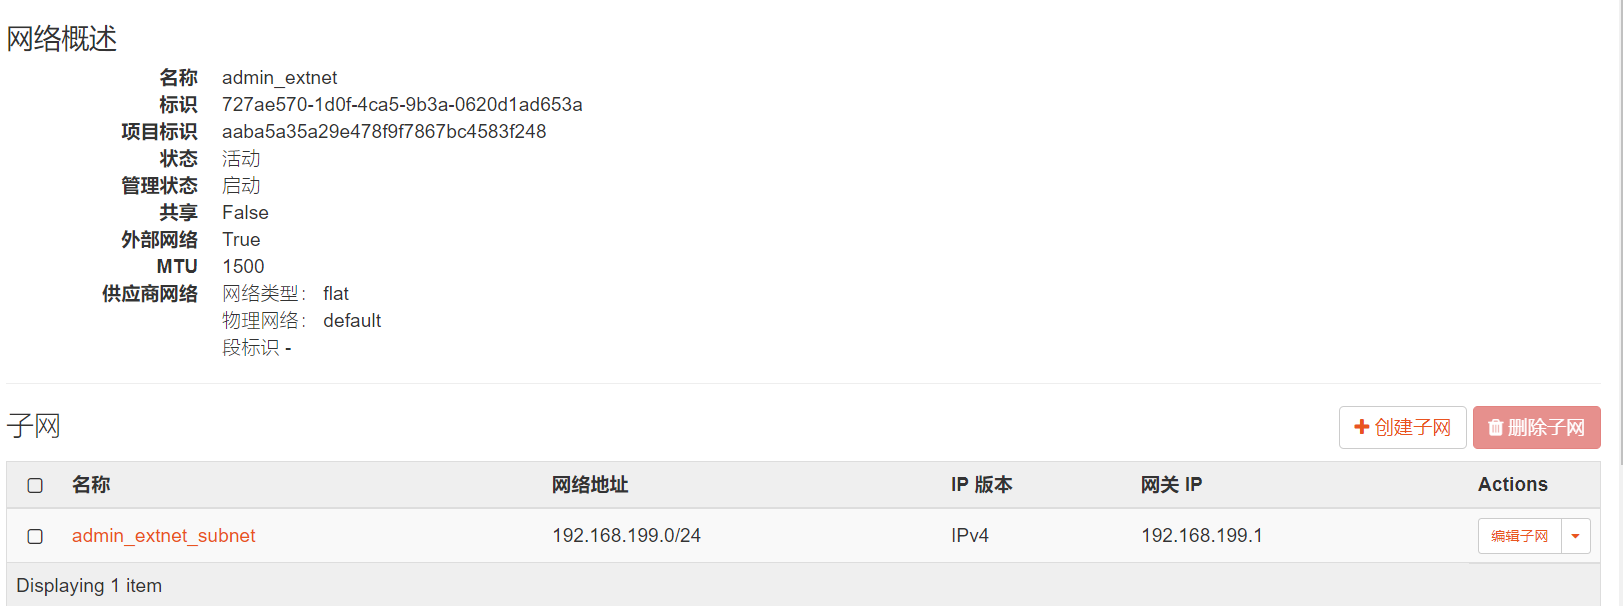 网络概述
名称 admin_extnet
标识 727ae570-1d0f-4ca5-9b3a-0620d1ad653a
项目标识 aaba5a35a29e478f9f7867bc4583f248
状态 活动
管理状态 启动
共享 False
外部网络 True
MTU 1500
供应商网络 网络类型： flat
物理网络： default
段标识 -
子网 创建子网 删除子网
名称 网络地址 IP 版本 网关 IP Actions
admin_extnet_subnet 192.168.199.0/24 IPv4 192.168.199.1 编辑子网
Displaying 1 item